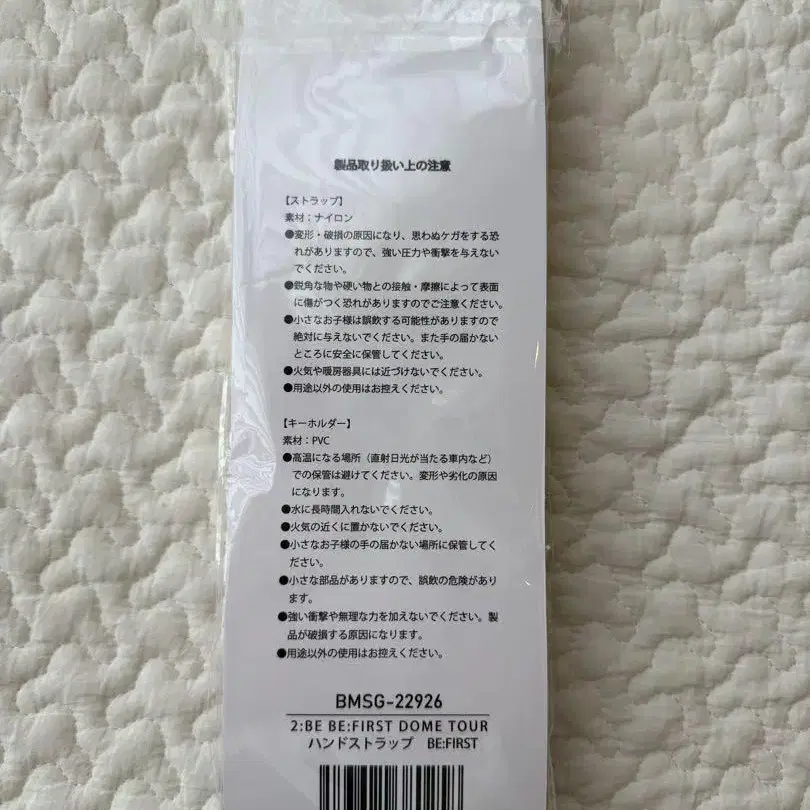 製品取り扱い上の注意
【ストラップ】
素材；ナイロン
●変形・破損の原因になり、思わぬケガをする恐
れがありますので、強い圧力や衝撃を与えない
でください。
●鋭角な物や硬い物との接触・摩擦によって表面
に傷がつく恐れがありますのでご注意ください。
●小さなお子様は誤飲する可能性がありますので
絶対に与えないでください。また手の届かない
ところに安全に保管してください。
●火気や暖房器具には近づけないでください。
●用途以外の使用はお控えください。
【キーホルダー】
素材：PVC
●高温になる場所（直射日光が当たる車内など）
での保管は避けてください。変形や劣化の原因
になります。
●水に長時間入れないでください。
●火気の近くに置かないでください。
●小さなお子様の手の届かない場所に保管してく
ださい。
●小さな部品がありますので、誤飲の危険があり
ます。
●強い衝撃や無理な力を加えないでください。製
品が破損する原因になります。
●用途以外の使用はお控えください。
BMSG-22926
2:BE BE:FIRST DOME TOUR
ハンドストラップ　BE:FIRST